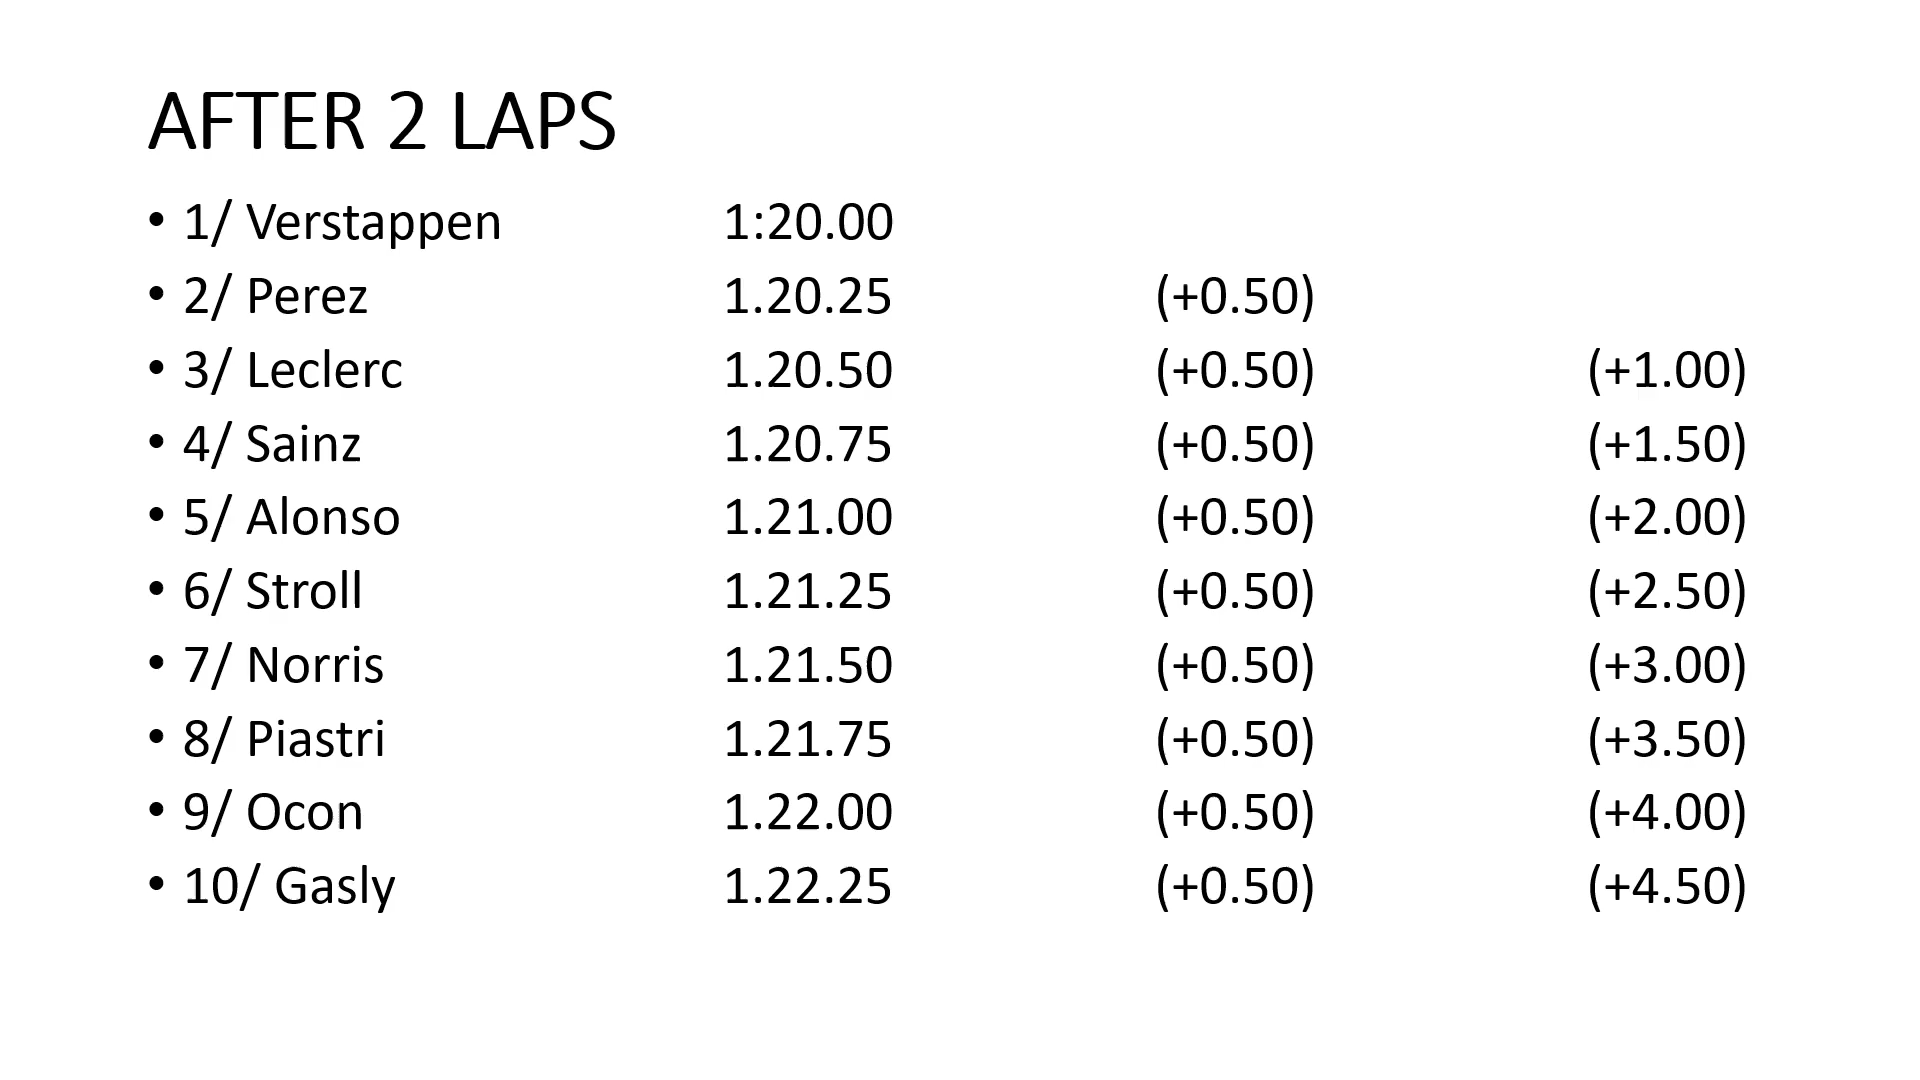 AFTER 2 LAPS
• 1/ Verstappen 1:20.00
• 2/ Perez 1.20.25 (+0.50)
• 3/ Leclerc 1.20.50 (+0.50) (+1.00)
• 4/ Sainz 1.20.75 (+0.50) (+1.50)
• 5/ Alonso 1.21.00 (+0.50) (+2.00)
• 6/ Stroll 1.21.25 (+0.50) (+2.50)
• 7/ Norris 1.21.50 (+0.50) (+3.00)
• 8/ Piastri 1.21.75 (+0.50) (+3.50)
• 9/ Ocon 1.22.00 (+0.50) (+4.00)
• 10/ Gasly 1.22.25 (+0.50) (+4.50)